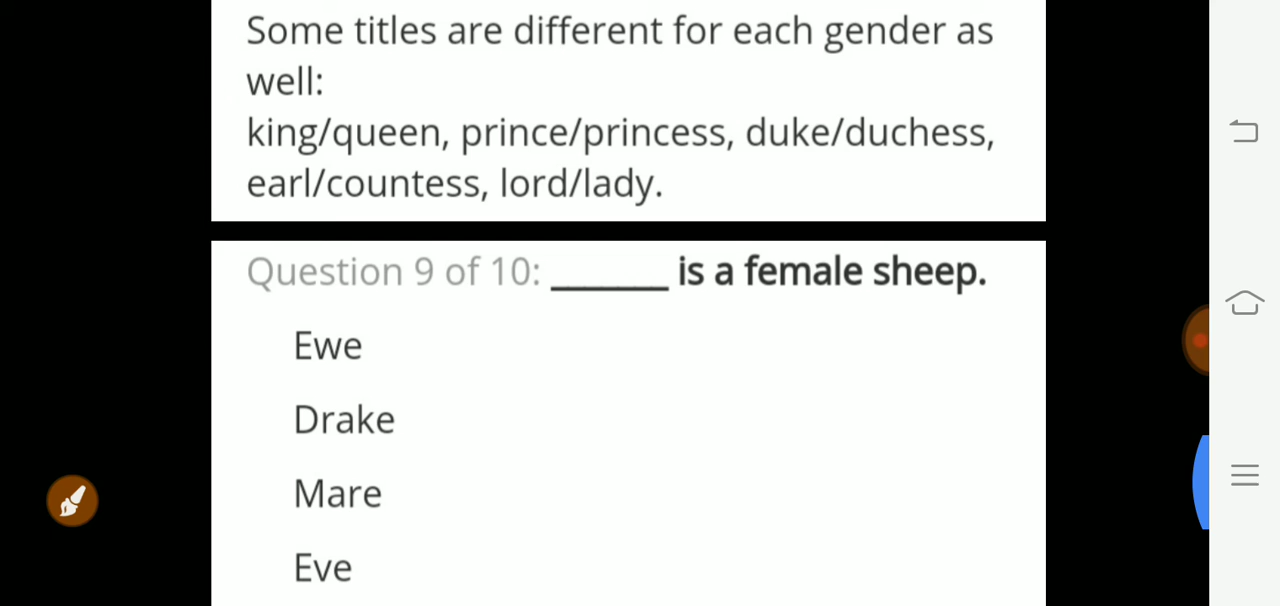 Some titles are different for each gender as
well:
king/queen, prince/princess, duke/duchess,
earl/countess, lord/lady.
Question 9 of 10: _______ is a female sheep.
Ewe
Drake
Mare
Eve